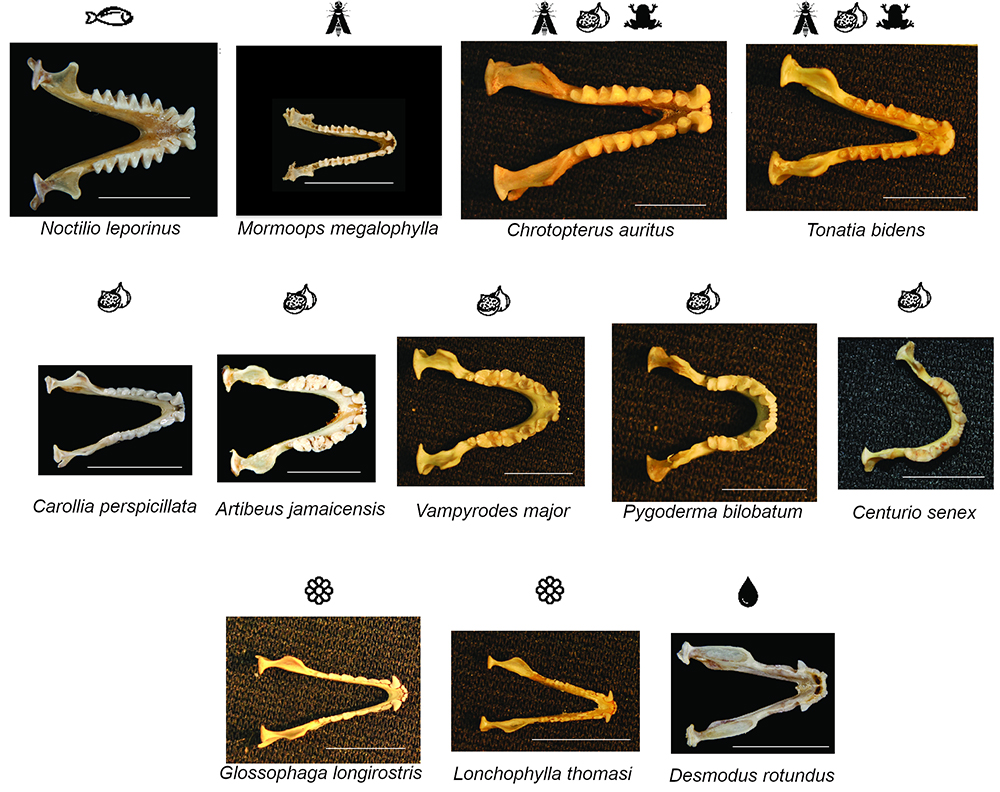 Noctilio leporinus
Mormoops megalophylla
Chrotopterus auritus
Tonatia bidens
Carollia perspicillata
Artibeus jamaicensis
Vampyrodes major
Pygoderma bilobatum
Centurio senex
Glossophaga longirostris
Lonchophylla thomasi
Desmodus rotundus